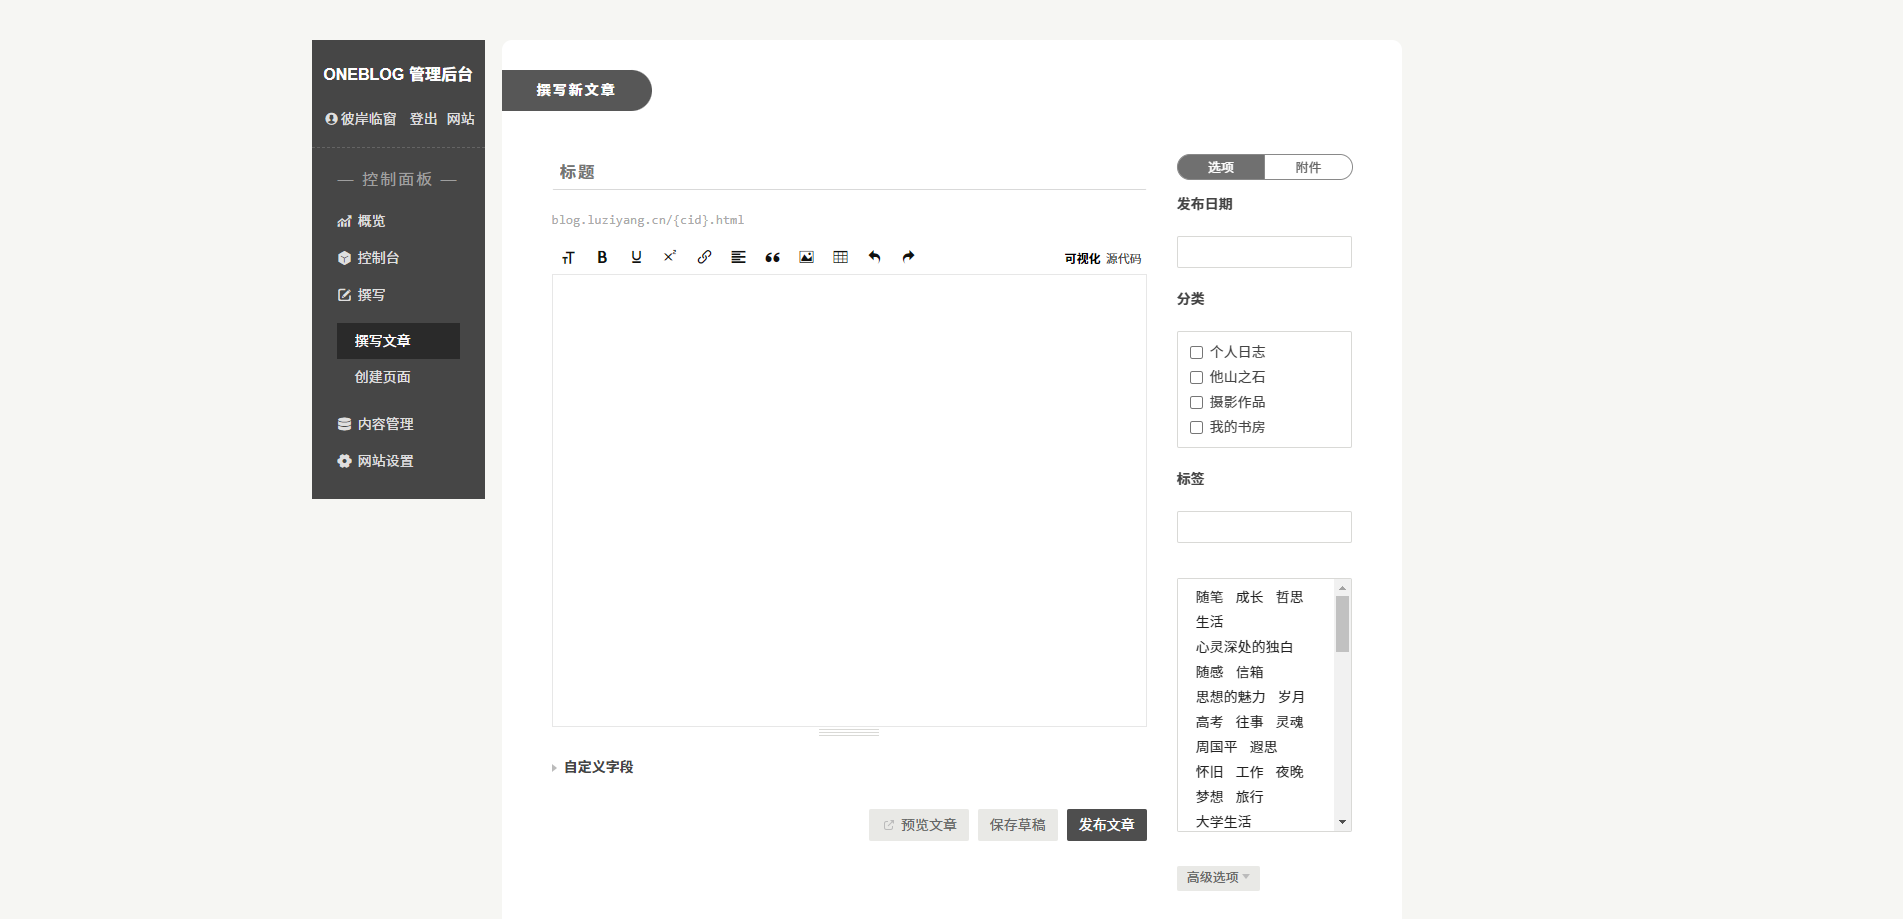 ONEBLOG 管理后台
彼岸临窗 登出 网站
— 控制面板 —
概览
控制台
撰写
撰写文章
创建页面
内容管理
网站设置
撰写新文章
标题
blog.luziyang.cn/{cid}.html
可视化 源代码
自定义字段
预览文章 保存草稿 发布文章
选项 附件
发布日期
分类
个人日志
他山之石
摄影作品
我的书房
标签
随笔 成长 哲思
生活
心灵深处的独白
随感 信箱
思想的魅力 岁月
高考 往事 灵魂
周国平 遐思
怀旧 工作 夜晚
梦想 旅行
大学生活
高级选项